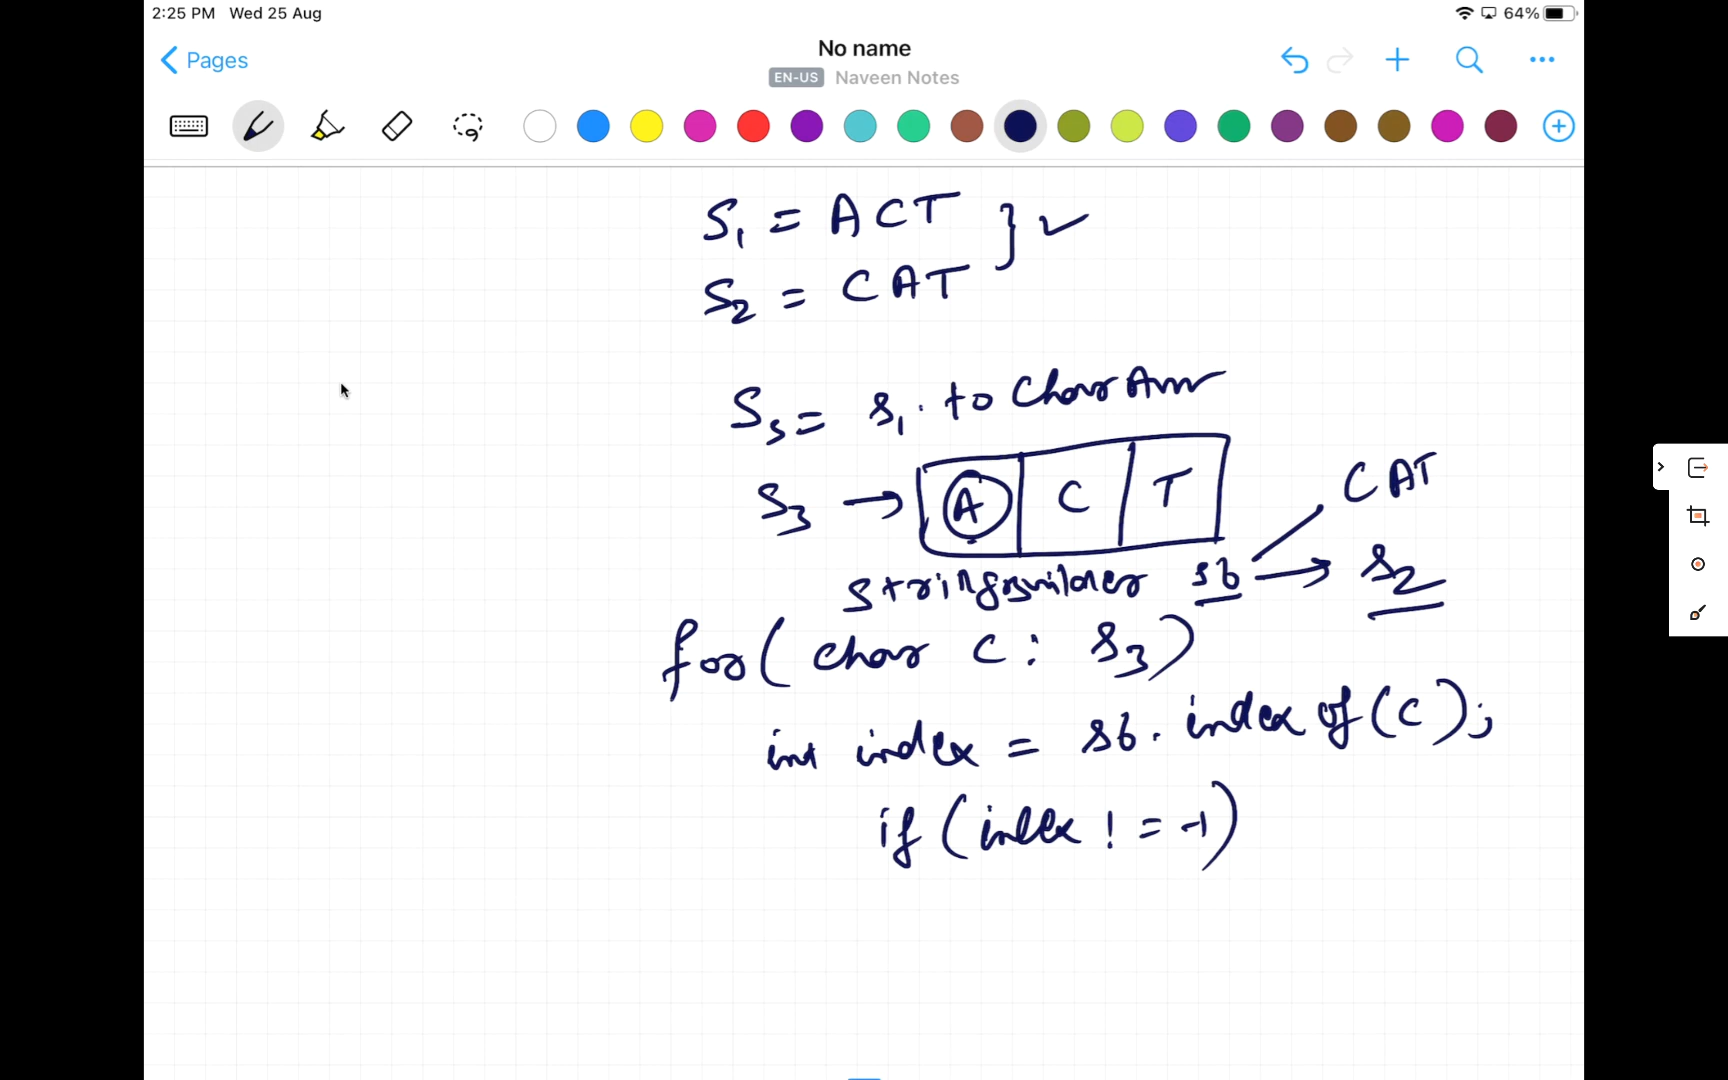 2:25 PM Wed 25 Aug
64%
Pages
No name
EN-US Naveen Notes
S1 = ACT
S2 = CAT
S3 = s1. to CharArr
S3 → A C T
CAT
StringBuilder sb → s2
for( char c: s3)
int index = sb. index of (c);
if (index != -1)